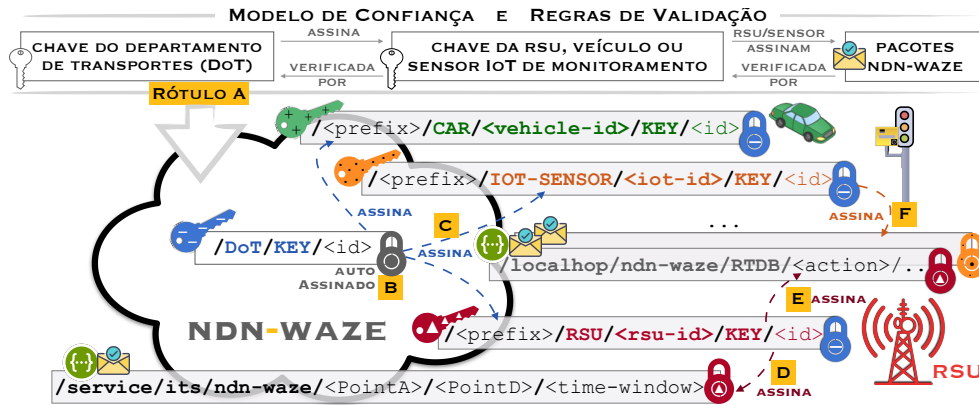 MODELO DE CONFIANÇA E REGRAS DE VALIDAÇÃO
CHAVE DO DEPARTAMENTO
DE TRANSPORTES (DOT)
ASSINA
VERIFICADA
POR
CHAVE DA RSU, VEÍCULO OU
SENSOR IOT DE MONITORAMENTO
RSU/SENSOR
ASSINAM
VERIFICADA
POR
PACOTES
NDN-WAZE
RÓTULO A
/<prefix>/CAR/<vehicle-id>/KEY/<id>
/<prefix>/IOT-SENSOR/<iot-id>/KEY/<id>
ASSINA
C
ASSINA
ASSINA
F
...
/DoT/KEY/<id>
AUTO
ASSINADO
B
/localhop/ndn-waze/RTDB/<action>/..
E
ASSINA
NDN-WAZE
/<prefix>/RSU/<rsu-id>/KEY/<id>
D
ASSINA
RSU
/service/its/ndn-waze/<PointA>/<PointD>/<time-window>